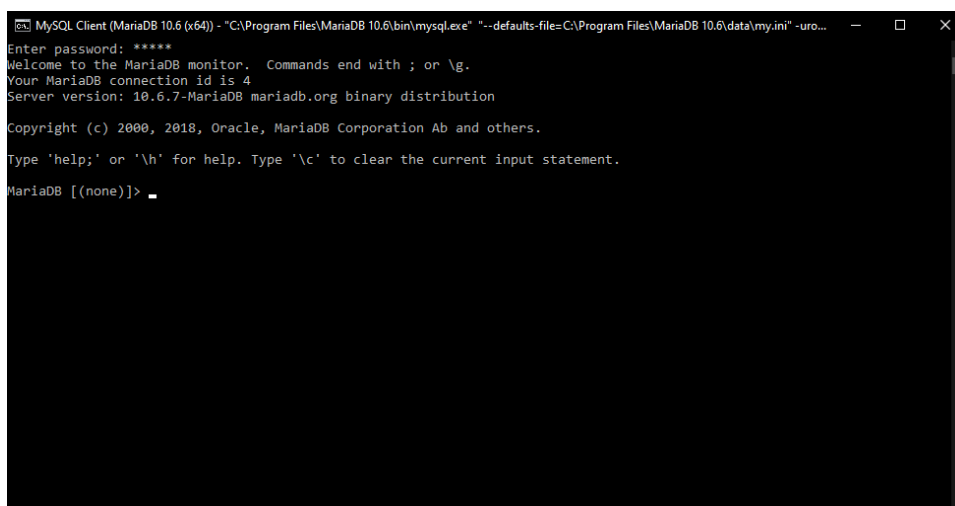 MySQL Client (MariaDB 10.6 (x64)) - "C:\Program Files\MariaDB 10.6\bin\mysql.exe" "--defaults-file=C:\Program Files\MariaDB 10.6\data\my.ini" -uro...
Enter password: *****
Welcome to the MariaDB monitor.  Commands end with ; or \g.
Your MariaDB connection id is 4
Server version: 10.6.7-MariaDB mariadb.org binary distribution
Copyright (c) 2000, 2018, Oracle, MariaDB Corporation Ab and others.
Type 'help;' or '\h' for help. Type '\c' to clear the current input statement.
MariaDB [(none)]> _